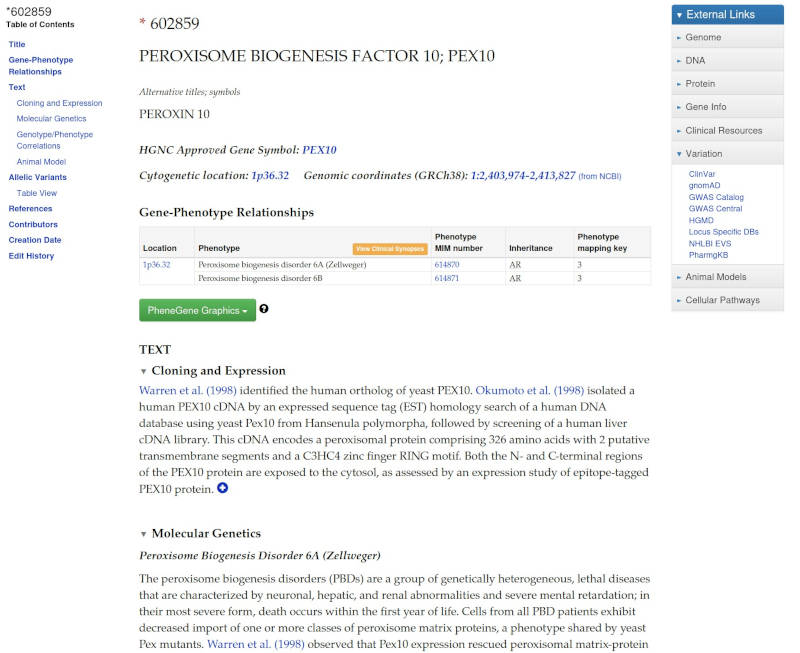 *602859
Table of Contents
Title
Gene-Phenotype
Relationships
Text
Cloning and Expression
Molecular Genetics
Genotype/Phenotype
Correlations
Animal Model
Allelic Variants
Table View
References
Contributors
Creation Date
Edit History
* 602859
PEROXISOME BIOGENESIS FACTOR 10; PEX10
Alternative titles; symbols
PEROXIN 10
HGNC Approved Gene Symbol: PEX10
Cytogenetic location: 1p36.32 Genomic coordinates (GRCh38): 1:2,403,974-2,413,827 (from NCBI)
Gene-Phenotype Relationships
Location Phenotype View Clinical Synopses Phenotype MIM number Inheritance Phenotype mapping key
1p36.32 Peroxisome biogenesis disorder 6A (Zellweger) 614870 AR 3
Peroxisome biogenesis disorder 6B 614871 AR 3
PheneGene Graphics
TEXT
Cloning and Expression
Warren et al. (1998) identified the human ortholog of yeast PEX10. Okumoto et al. (1998) isolated a
human PEX10 cDNA by an expressed sequence tag (EST) homology search of a human DNA
database using yeast Pex10 from Hansenula polymorpha, followed by screening of a human liver
cDNA library. This cDNA encodes a peroxisomal protein comprising 326 amino acids with 2 putative
transmembrane segments and a C3HC4 zinc finger RING motif. Both the N- and C-terminal regions
of the PEX10 protein are exposed to the cytosol, as assessed by an expression study of epitope-tagged
PEX10 protein.
Molecular Genetics
Peroxisome Biogenesis Disorder 6A (Zellweger)
The peroxisome biogenesis disorders (PBDs) are a group of genetically heterogeneous, lethal diseases
that are characterized by neuronal, hepatic, and renal abnormalities and severe mental retardation; in
their most severe form, death occurs within the first year of life. Cells from all PBD patients exhibit
decreased import of one or more classes of peroxisome matrix proteins, a phenotype shared by yeast
Pex mutants. Warren et al. (1998) observed that Pex10 expression rescued peroxisomal matrix-protein
External Links
Genome
DNA
Protein
Gene Info
Clinical Resources
Variation
ClinVar
gnomAD
GWAS Catalog
GWAS Central
HGMD
Locus Specific DBs
NHLBI EVS
PharmgKB
Animal Models
Cellular Pathways